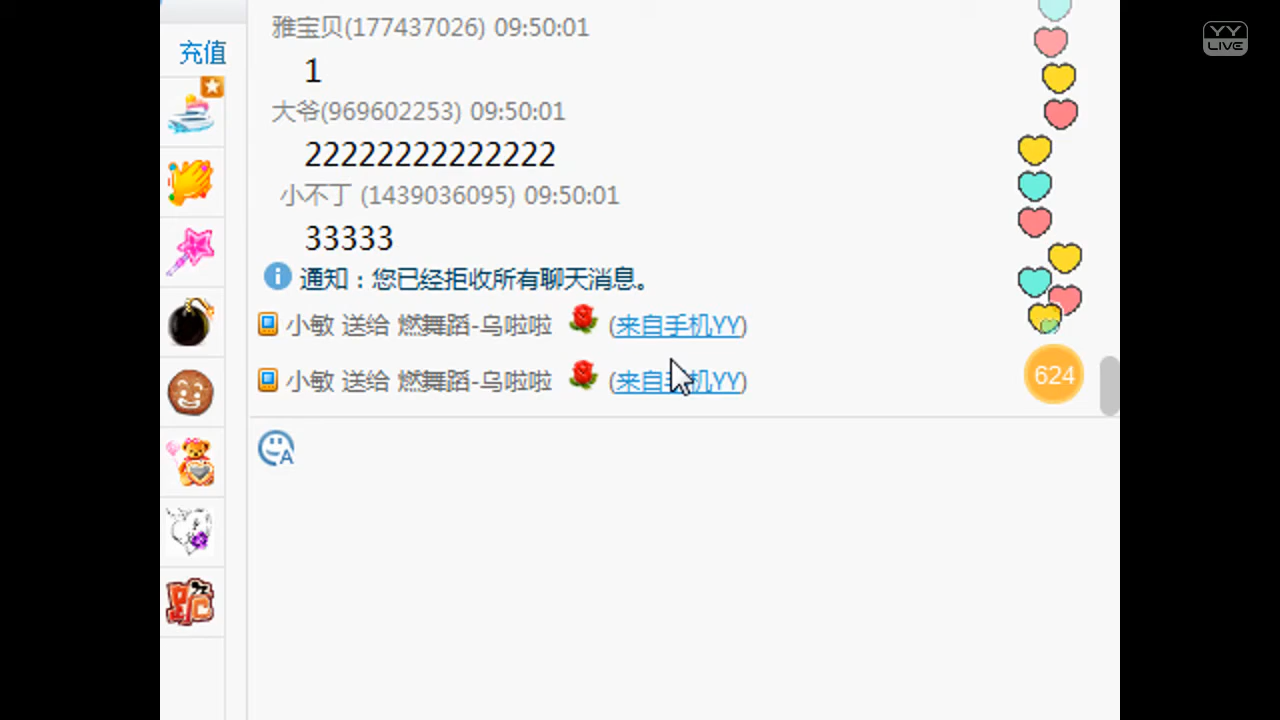 YY
LIVE
充值
雅宝贝(177437026) 09:50:01
1
大爷(969602253) 09:50:01
22222222222222
小不丁 (1439036095) 09:50:01
33333
通知：您已经拒收所有聊天消息。
小敏 送给 燃舞蹈-乌啦啦 (来自手机YY)
小敏 送给 燃舞蹈-乌啦啦 (来自手机YY)
624
A